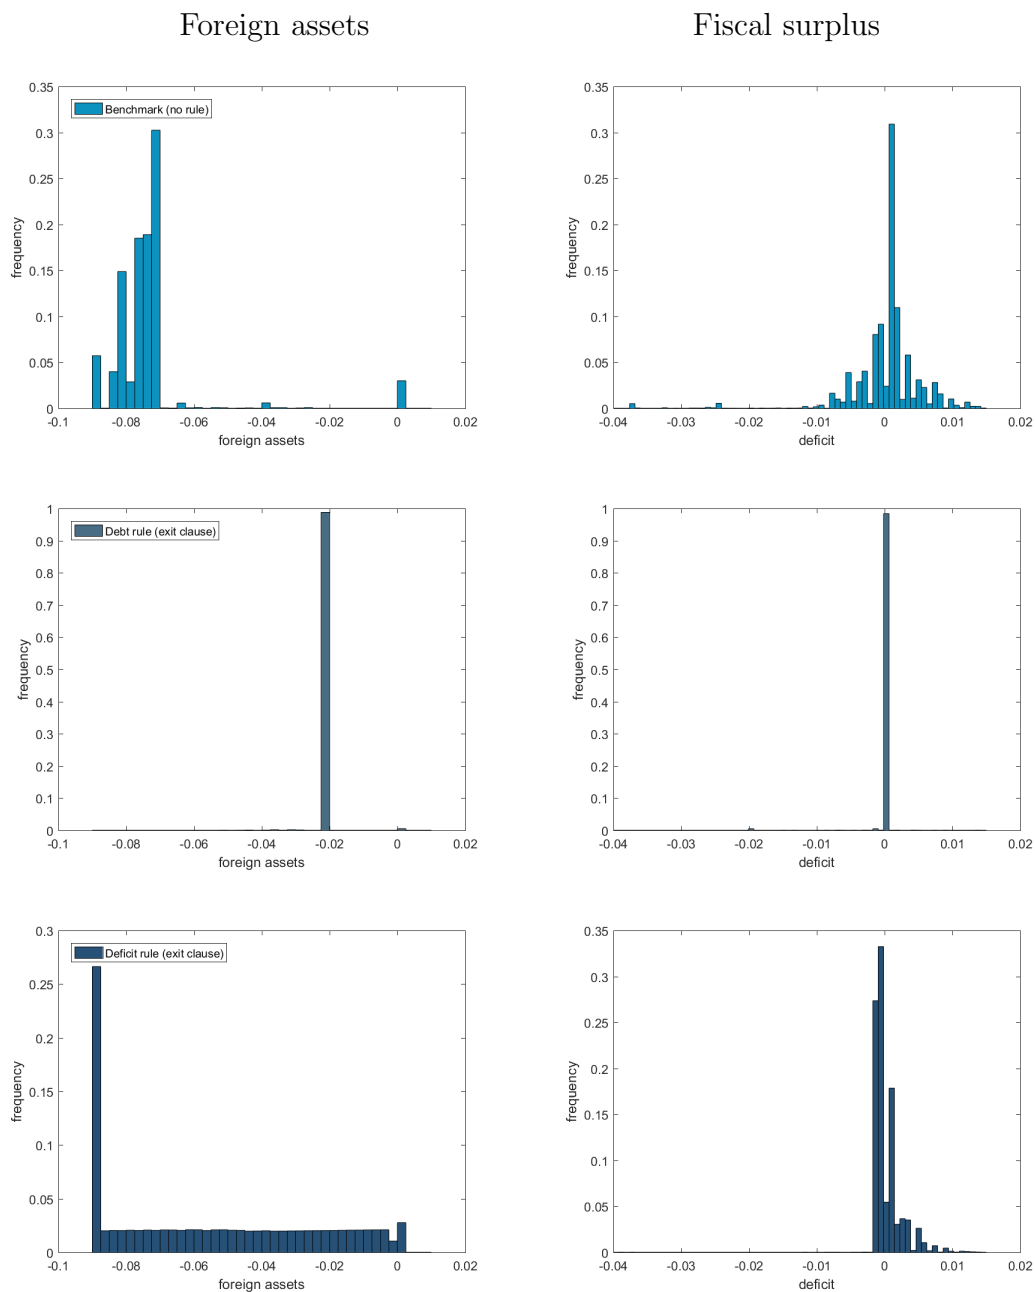 Foreign assets
Fiscal surplus
0.35
0.3
0.25
0.2
0.15
0.1
0.05
0
frequency
Benchmark (no rule)
-0.1 -0.08 -0.06 -0.04 -0.02 0 0.02
foreign assets
0.35
0.3
0.25
0.2
0.15
0.1
0.05
0
frequency
-0.04 -0.03 -0.02 -0.01 0 0.01 0.02
deficit
1
0.9
0.8
0.7
0.6
0.5
0.4
0.3
0.2
0.1
0
frequency
Debt rule (exit clause)
-0.1 -0.08 -0.06 -0.04 -0.02 0 0.02
foreign assets
1
0.9
0.8
0.7
0.6
0.5
0.4
0.3
0.2
0.1
0
frequency
-0.04 -0.03 -0.02 -0.01 0 0.01 0.02
deficit
0.3
0.25
0.2
0.15
0.1
0.05
0
frequency
Deficit rule (exit clause)
-0.1 -0.08 -0.06 -0.04 -0.02 0 0.02
foreign assets
0.35
0.3
0.25
0.2
0.15
0.1
0.05
0
frequency
-0.04 -0.03 -0.02 -0.01 0 0.01 0.02
deficit